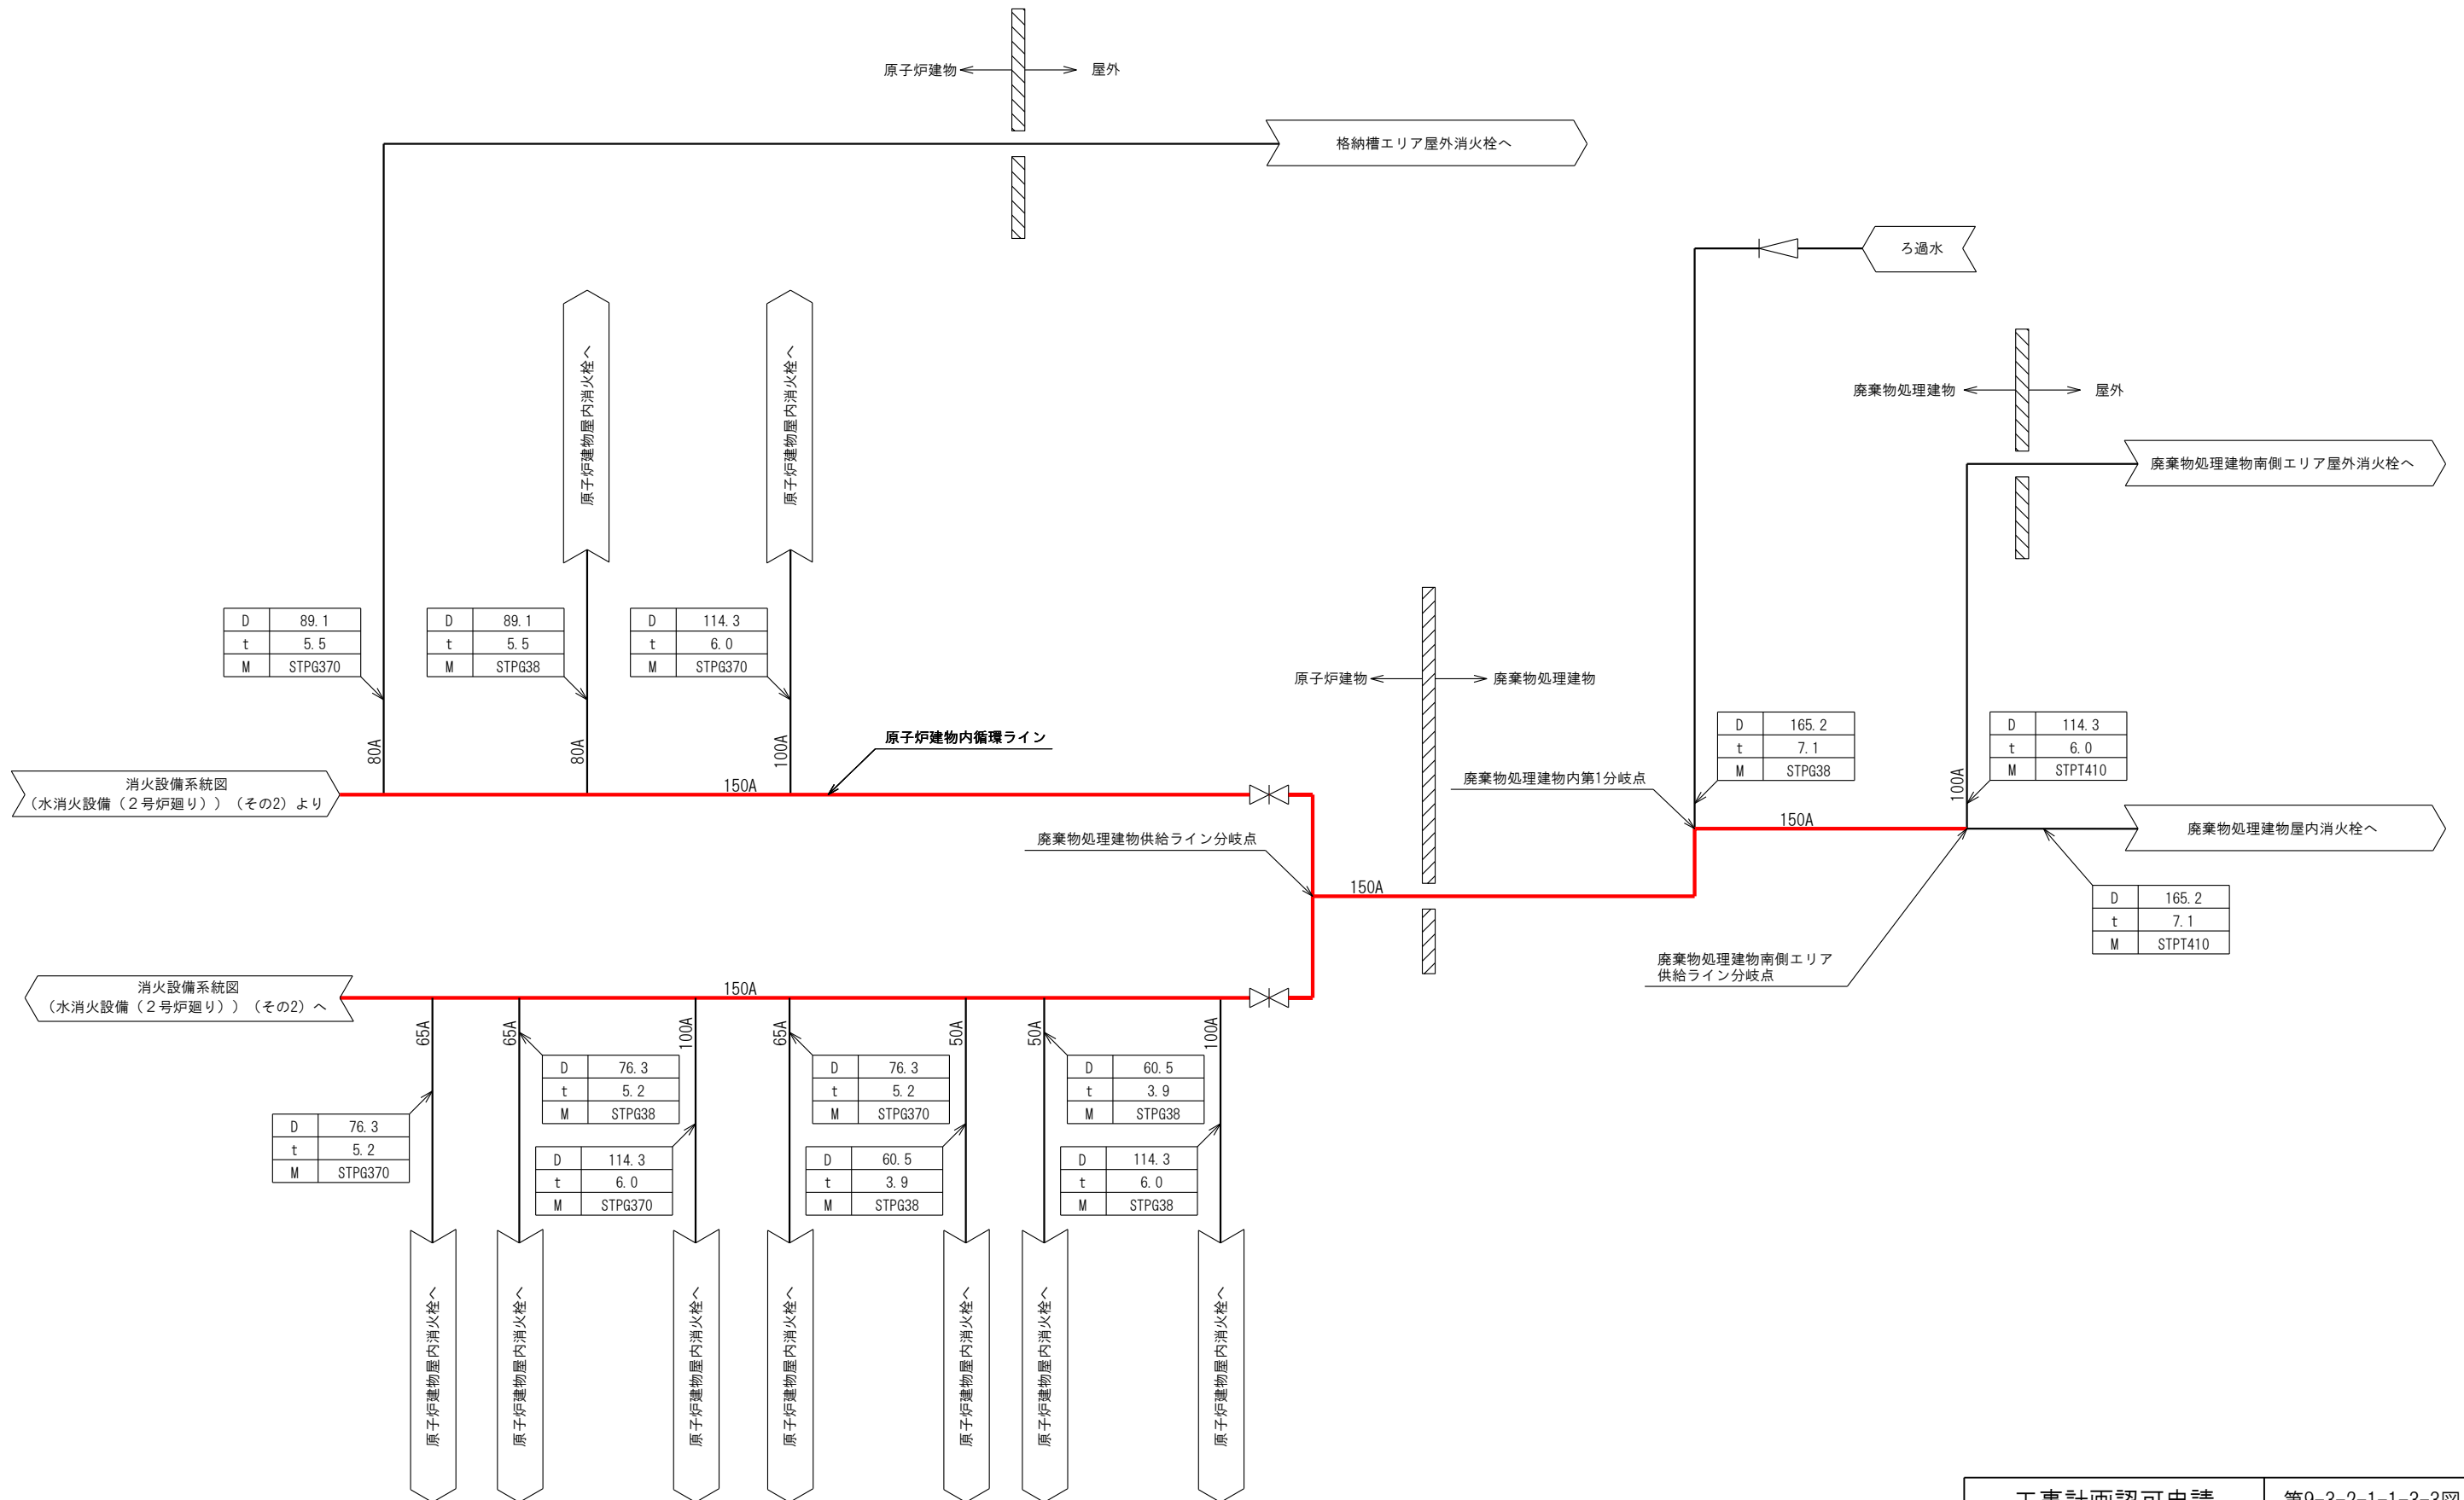 原子炉建物
屋外
格納槽エリア屋外消火栓へ
ろ過水
原子炉建物屋内消火栓へ
原子炉建物屋内消火栓へ
廃棄物処理建物
屋外
廃棄物処理建物南側エリア屋外消火栓へ
D 89.1
t 5.5
M STPG370
D 89.1
t 5.5
M STPG38
D 114.3
t 6.0
M STPG370
80A
80A
100A
原子炉建物内循環ライン
原子炉建物
廃棄物処理建物
D 165.2
t 7.1
M STPG38
D 114.3
t 6.0
M STPT410
100A
消火設備系統図
(水消火設備(2号炉廻り))(その2)より
150A
廃棄物処理建物内第1分岐点
150A
廃棄物処理建物屋内消火栓へ
廃棄物処理建物供給ライン分岐点
150A
D 165.2
t 7.1
M STPT410
廃棄物処理建物南側エリア
供給ライン分岐点
消火設備系統図
(水消火設備(2号炉廻り))(その2)へ
150A
65A
65A
100A
65A
50A
50A
100A
D 76.3
t 5.2
M STPG370
D 76.3
t 5.2
M STPG38
D 114.3
t 6.0
M STPG370
D 76.3
t 5.2
M STPG370
D 60.5
t 3.9
M STPG38
D 60.5
t 3.9
M STPG38
D 114.3
t 6.0
M STPG38
原子炉建物屋内消火栓へ
原子炉建物屋内消火栓へ
原子炉建物屋内消火栓へ
原子炉建物屋内消火栓へ
原子炉建物屋内消火栓へ
原子炉建物屋内消火栓へ
原子炉建物屋内消火栓へ
工事計画認可申請
第9-3-2-1-1-3-3図